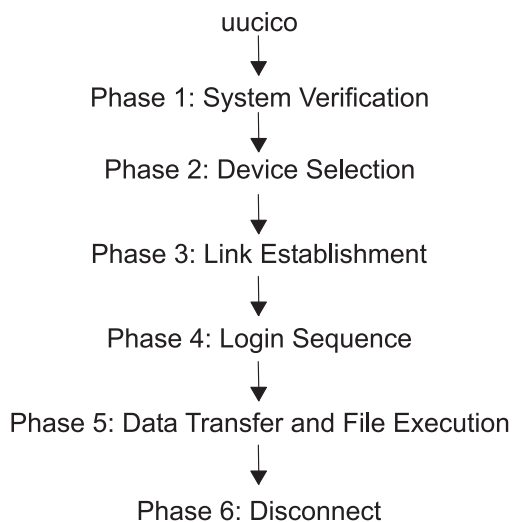 uucico
Phase 1: System Verification
Phase 2: Device Selection
Phase 3: Link Establishment
Phase 4: Login Sequence
Phase 5: Data Transfer and File Execution
Phase 6: Disconnect